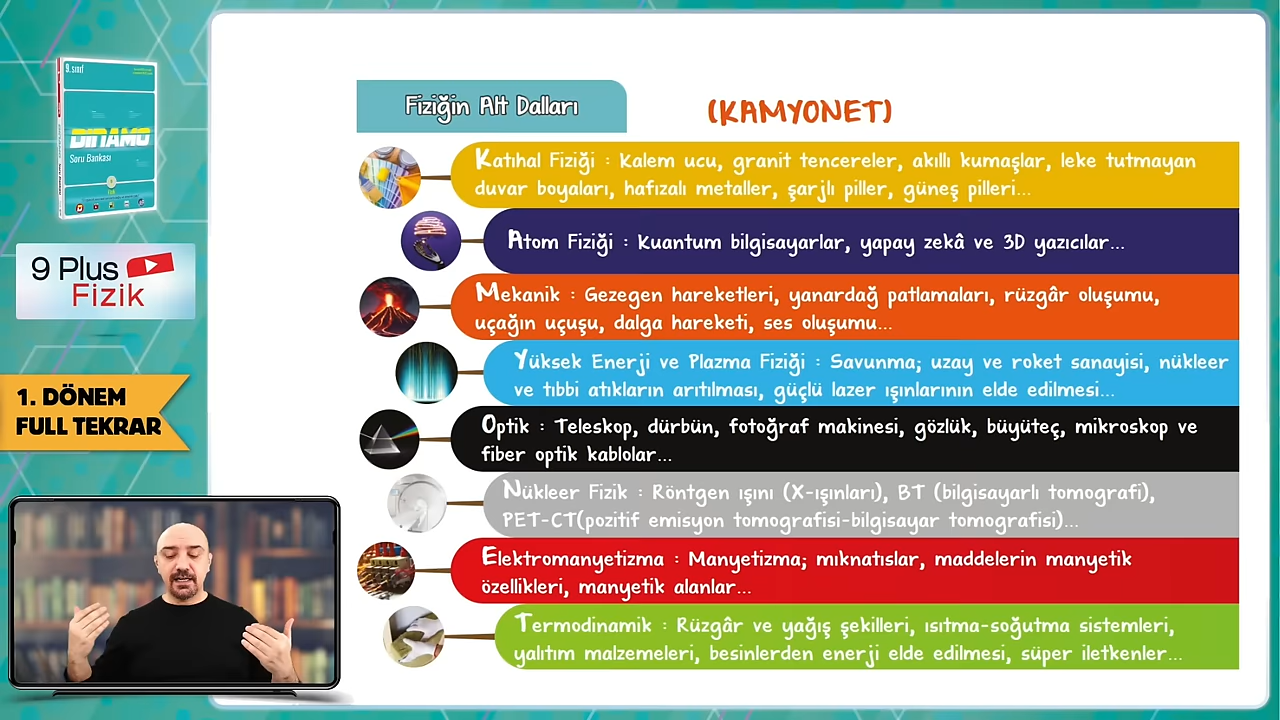 9. SINIF
DINAMO
Soru Bankası
9 Plus
Fizik
1. DÖNEM
FULL TEKRAR
Fiziğin Alt Dalları
(KAMYONET)
Katıhal Fiziği : Kalem ucu, granit tencereler, akıllı kumaşlar, leke tutmayan
duvar boyaları, hafızalı metaller, şarjlı piller, güneş pilleri...
Atom Fiziği : Kuantum bilgisayarlar, yapay zekâ ve 3D yazıcılar...
Mekanik : Gezegen hareketleri, yanardağ patlamaları, rüzgâr oluşumu,
uçağın uçuşu, dalga hareketi, ses oluşumu...
Yüksek Enerji ve Plazma Fiziği : Savunma; uzay ve roket sanayisi, nükleer
ve tıbbi atıkların arıtılması, güçlü lazer ışınlarının elde edilmesi...
Optik : Teleskop, dürbün, fotoğraf makinesi, gözlük, büyüteç, mikroskop ve
fiber optik kablolar...
Nükleer Fizik : Röntgen ışını (X-ışınları), BT (bilgisayarlı tomografi),
PET-CT(pozitif emisyon tomografisi-bilgisayar tomografisi)...
Elektromanyetizma : Manyetizma; mıknatıslar, maddelerin manyetik
özellikleri, manyetik alanlar...
Termodinamik : Rüzgâr ve yağış şekilleri, ısıtma-soğutma sistemleri,
yalıtım malzemeleri, besinlerden enerji elde edilmesi, süper iletkenler...